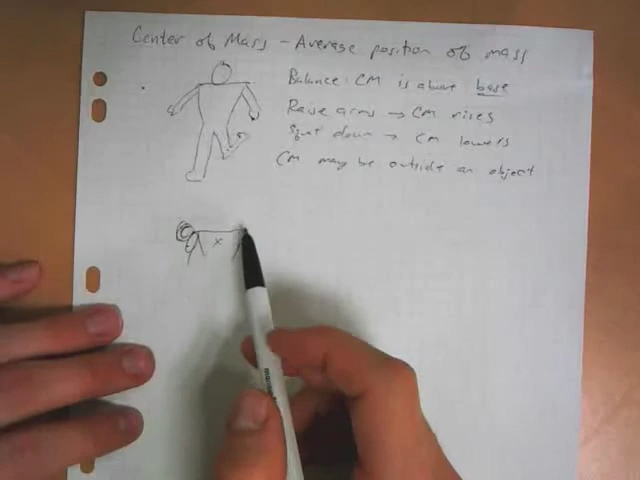 Center of Mass - Average position of mass
Balance: CM is above base
Raise arms → CM rises
Squat down → CM lowers
CM may be outside an object
x